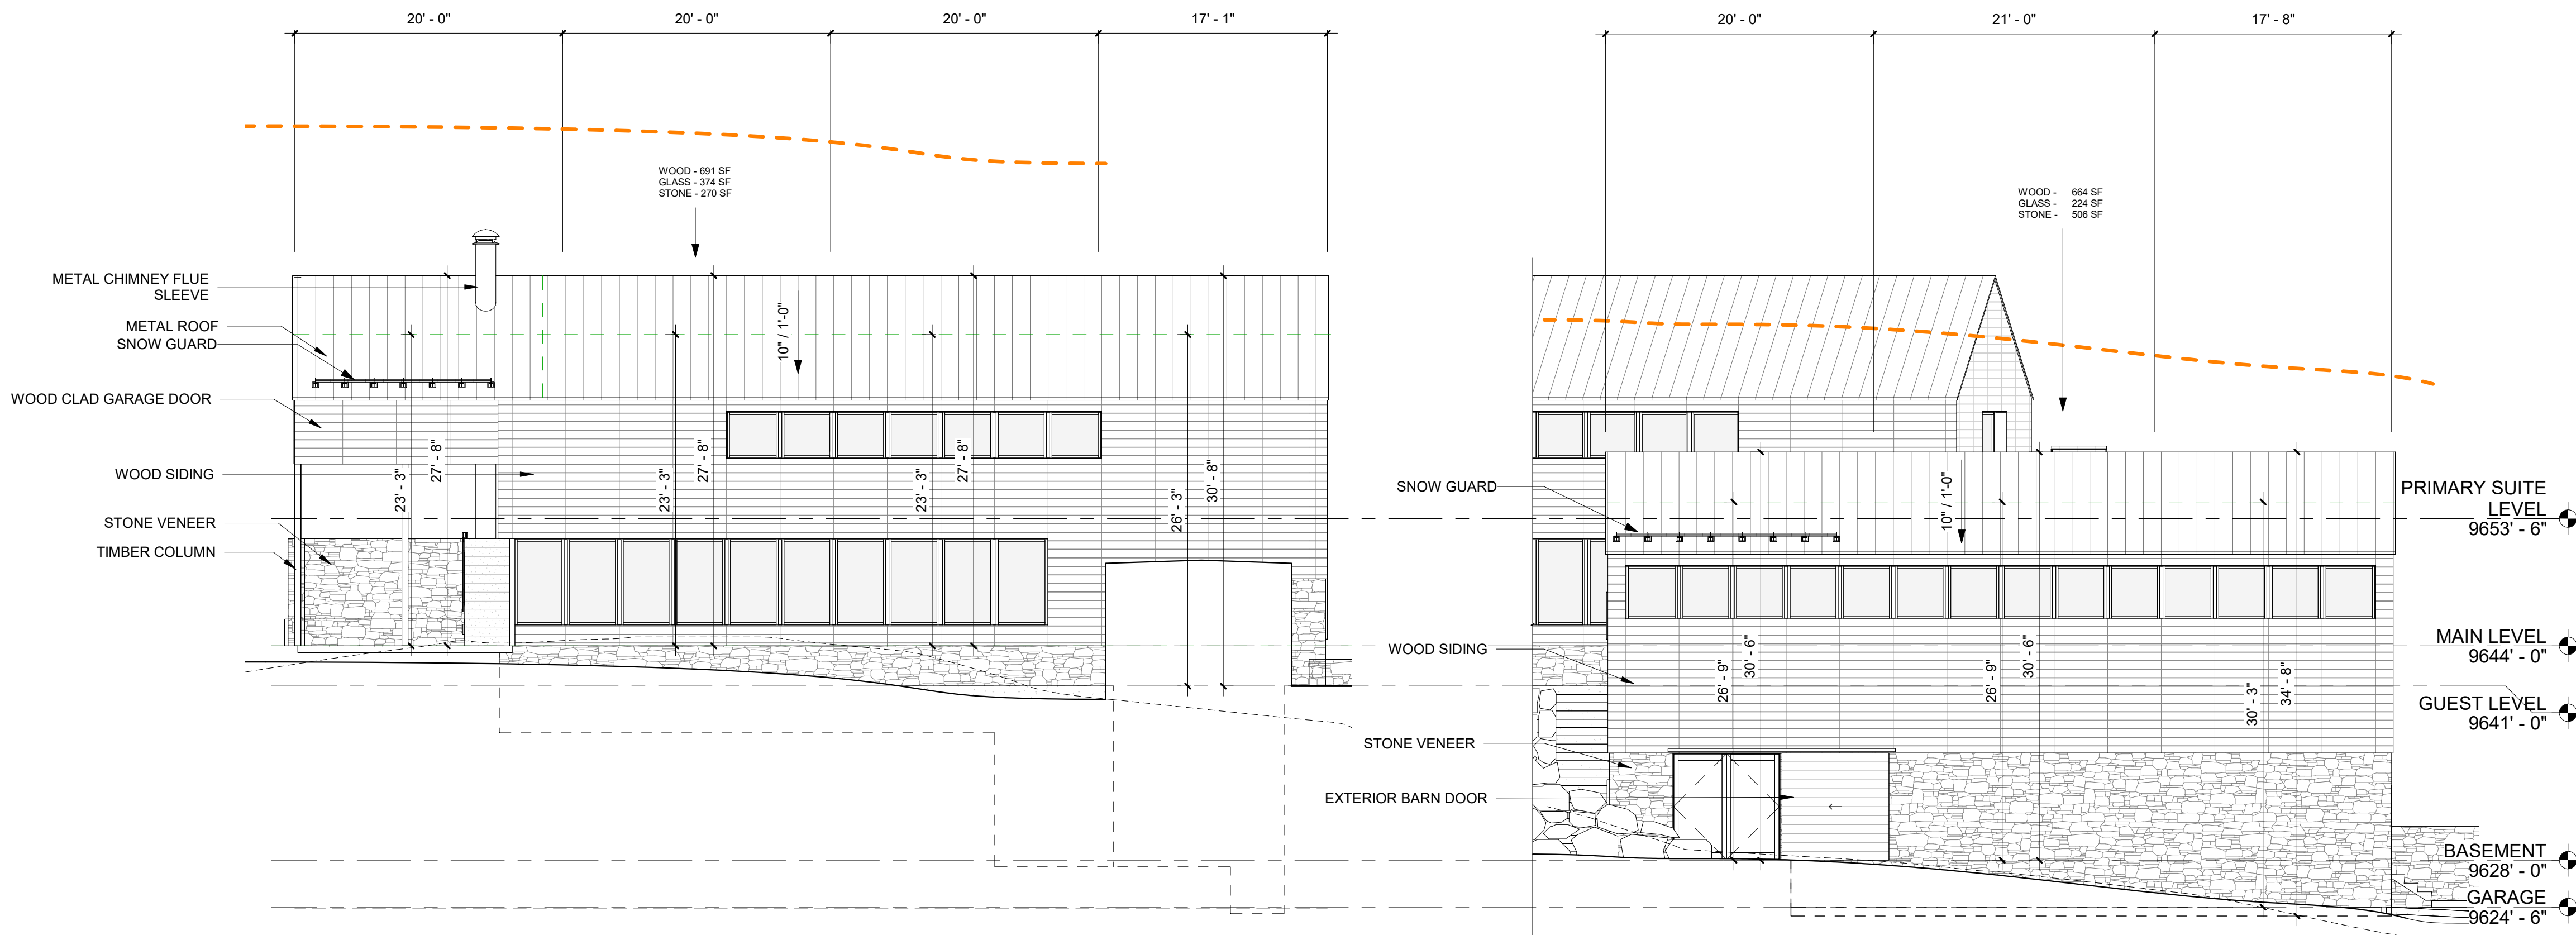 20' - 0"
20' - 0"
20' - 0"
17' - 1"
20' - 0"
21' - 0"
17' - 8"
WOOD - 691 SF
GLASS - 374 SF
STONE - 270 SF
WOOD - 664 SF
GLASS - 224 SF
STONE - 506 SF
METAL CHIMNEY FLUE
SLEEVE
METAL ROOF
SNOW GUARD
WOOD CLAD GARAGE DOOR
WOOD SIDING
STONE VENEER
TIMBER COLUMN
10" / 1'-0"
23' - 3"
27' - 8"
23' - 3"
27' - 8"
23' - 3"
27' - 8"
26' - 3"
30' - 8"
SNOW GUARD
WOOD SIDING
STONE VENEER
EXTERIOR BARN DOOR
10" / 1'-0"
26' - 9"
30' - 6"
26' - 9"
30' - 6"
30' - 3"
34' - 8"
PRIMARY SUITE
LEVEL
9653' - 6"
MAIN LEVEL
9644' - 0"
GUEST LEVEL
9641' - 0"
BASEMENT
9628' - 0"
GARAGE
9624' - 6"